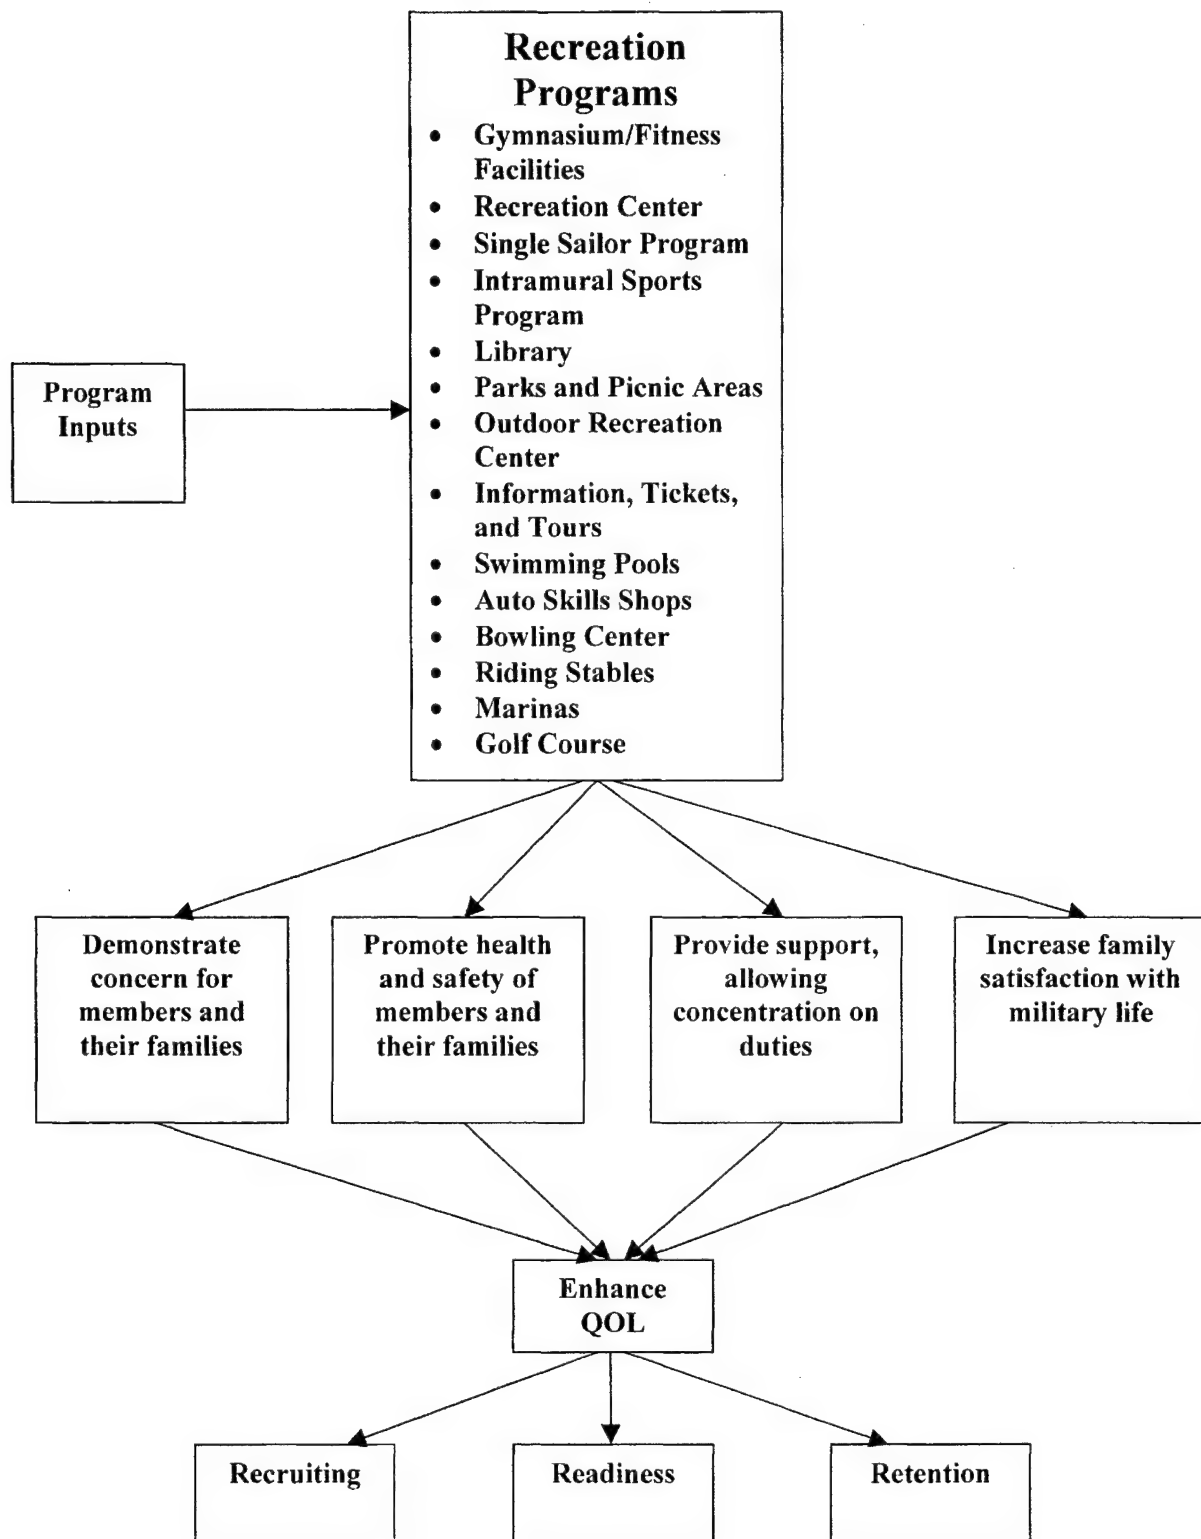 Recreation
Programs
• Gymnasium/Fitness
Facilities
• Recreation Center
• Single Sailor Program
• Intramural Sports
Program
• Library
• Parks and Picnic Areas
• Outdoor Recreation
Center
• Information, Tickets,
and Tours
• Swimming Pools
• Auto Skills Shops
• Bowling Center
• Riding Stables
• Marinas
• Golf Course
Program
Inputs
Demonstrate
concern for
members and
their families
Promote health
and safety of
members and
their families
Provide support,
allowing
concentration on
duties
Increase family
satisfaction with
military life
Enhance
QOL
Recruiting
Readiness
Retention